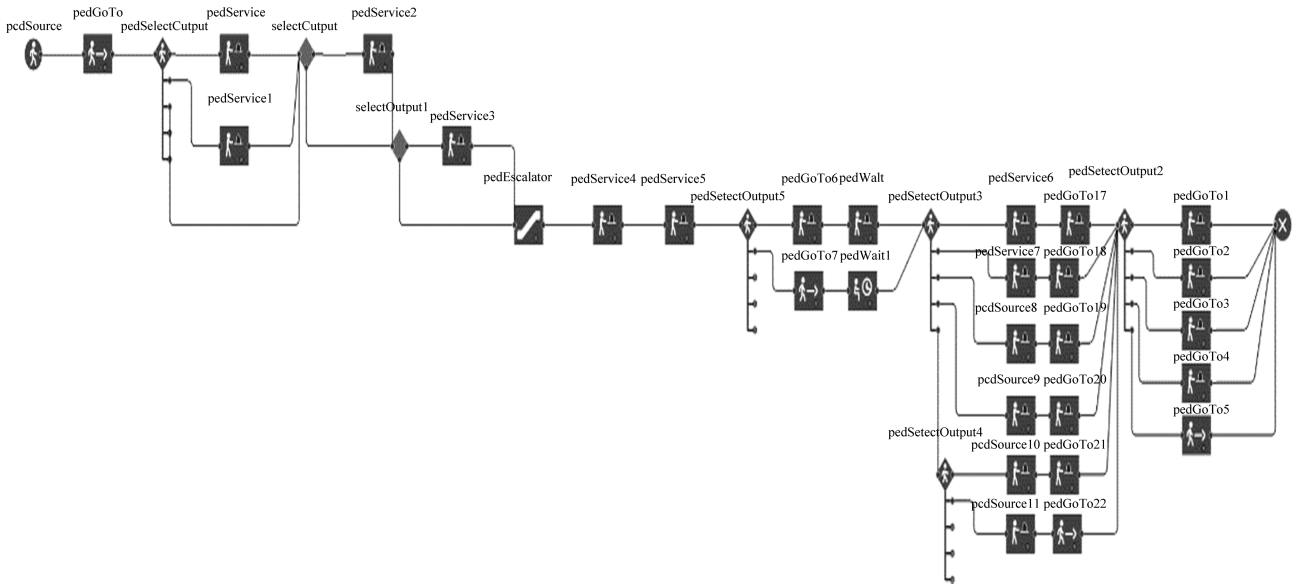 pcdSource
pedGoTo
pedSelectCutput
pedService
selectCutput
pedService2
pedService1
selectOutput1
pedService3
pedEscalator
pedService4
pedService5
pedSetectOutput5
pedGoTo6
pedWalt
pedSetectOutput3
pedService6
pedGoTo17
pedSetectOutput2
pedGoTo1
pedGoTo7
pedWait1
pedService7
pedGoTo18
pedGoTo2
pcdSource8
pedGoTo19
pedGoTo3
pcdSource9
pedGoTo20
pedGoTo4
pedGoTo5
pedSetectOutput4
pcdSource10
pedGoTo21
pcdSource11
pedGoTo22